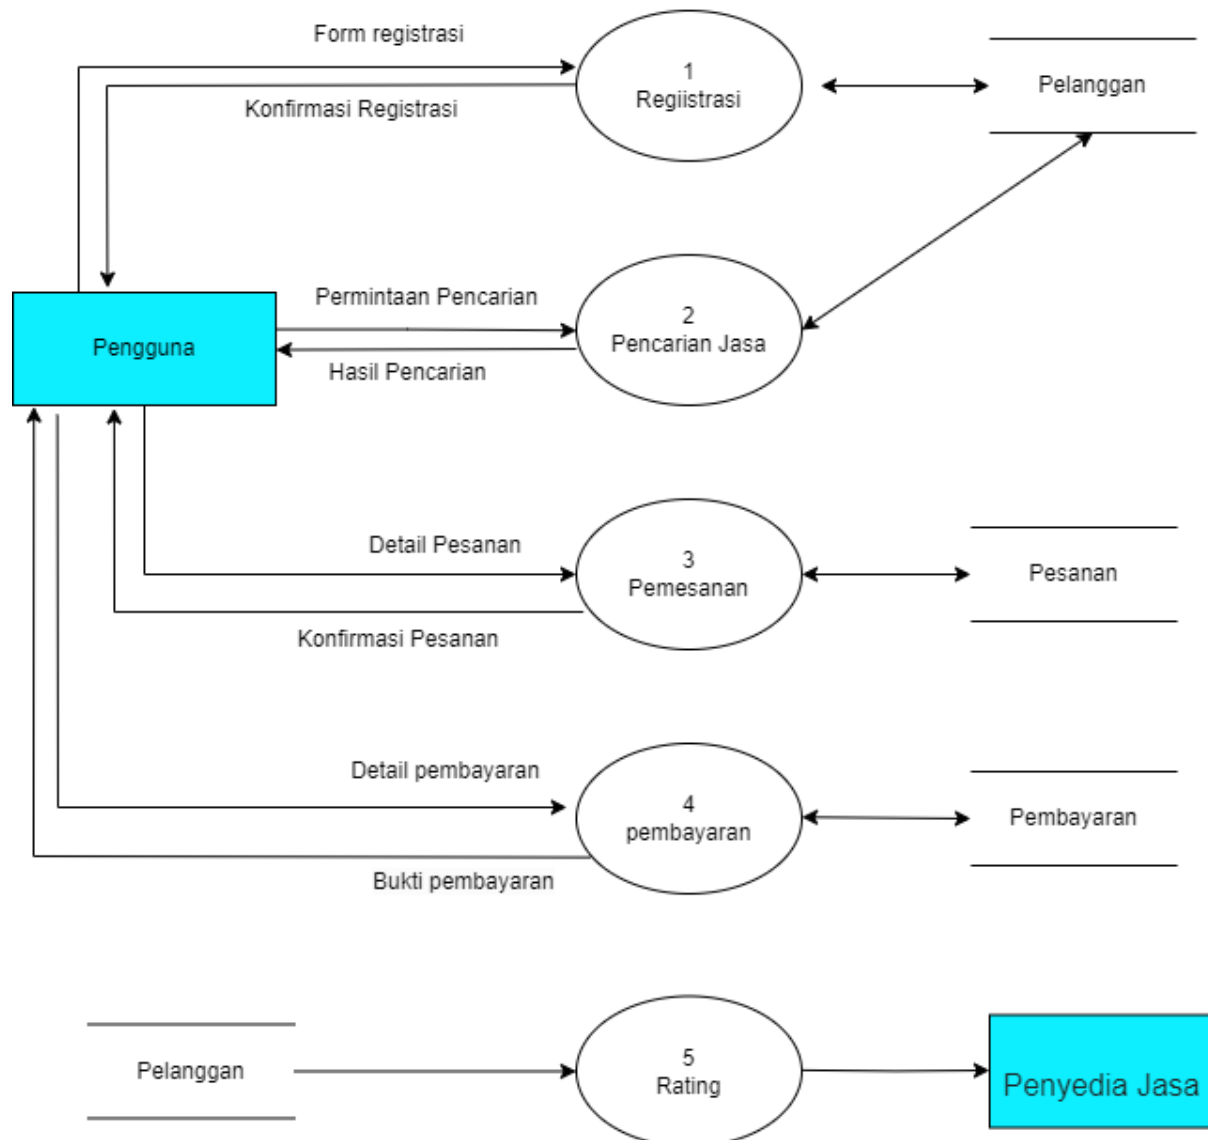 Form registrasi
1
Regiistrasi
Pelanggan
Konfirmasi Registrasi
Permintaan Pencarian
2
Pencarian Jasa
Pengguna
Hasil Pencarian
Detail Pesanan
3
Pemesanan
Pesanan
Konfirmasi Pesanan
Detail pembayaran
4
pembayaran
Pembayaran
Bukti pembayaran
Pelanggan
5
Rating
Penyedia Jasa